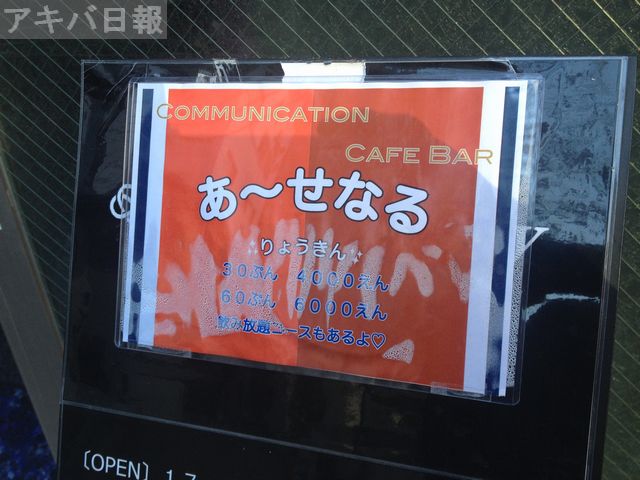 アキバ日報
COMMUNICATION
CAFE BAR
あ〜せなる
りょうきん
30ぷん 4000えん
60ぷん 6000えん
飲み放題コースもあるよ♡
〔OPEN〕 17